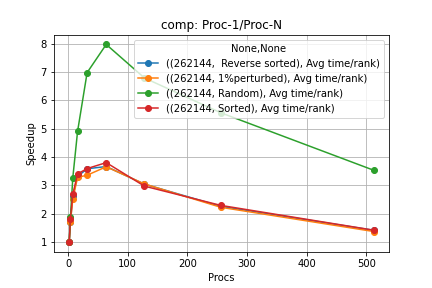 comp: Proc-1/Proc-N
None,None
((262144,  Reverse sorted), Avg time/rank)
((262144, 1%perturbed), Avg time/rank)
((262144, Random), Avg time/rank)
((262144, Sorted), Avg time/rank)
Speedup
8
7
6
5
4
3
2
1
0 100 200 300 400 500
Procs